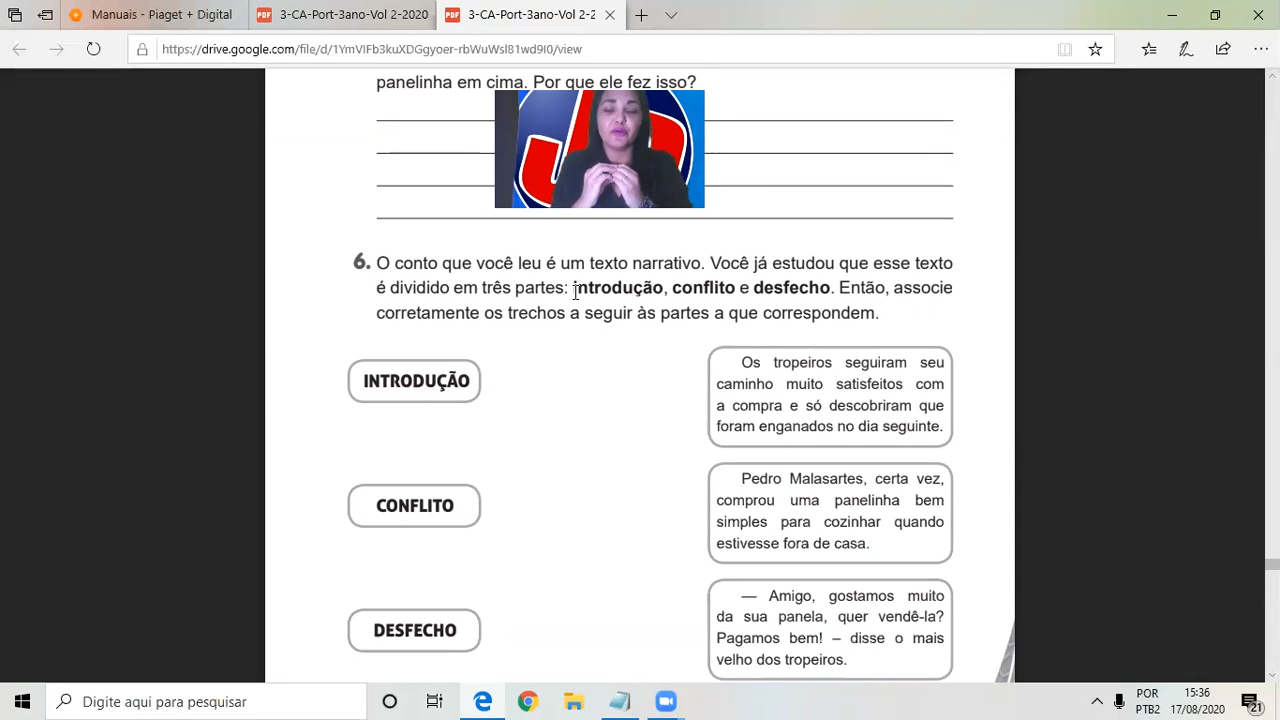 Manuais Piaget + Digital
3-CA-Port-2021-2-2020
3-CA-Port-2-3
https://drive.google.com/file/d/1YmVIFb3kuXDGgyoer-rbWuWsl81wd9I0/view
panelinha em cima. Por que ele fez isso?
6. O conto que você leu é um texto narrativo. Você já estudou que esse texto
é dividido em três partes: introdução, conflito e desfecho. Então, associe
corretamente os trechos a seguir às partes a que correspondem.
INTRODUÇÃO
Os tropeiros seguiram seu
caminho muito satisfeitos com
a compra e só descobriram que
foram enganados no dia seguinte.
CONFLITO
Pedro Malasartes, certa vez,
comprou uma panelinha bem
simples para cozinhar quando
estivesse fora de casa.
DESFECHO
— Amigo, gostamos muito
da sua panela, quer vendê-la?
Pagamos bem! – disse o mais
velho dos tropeiros.
Digite aqui para pesquisar
POR
PTB2
15:36
17/08/2020
21